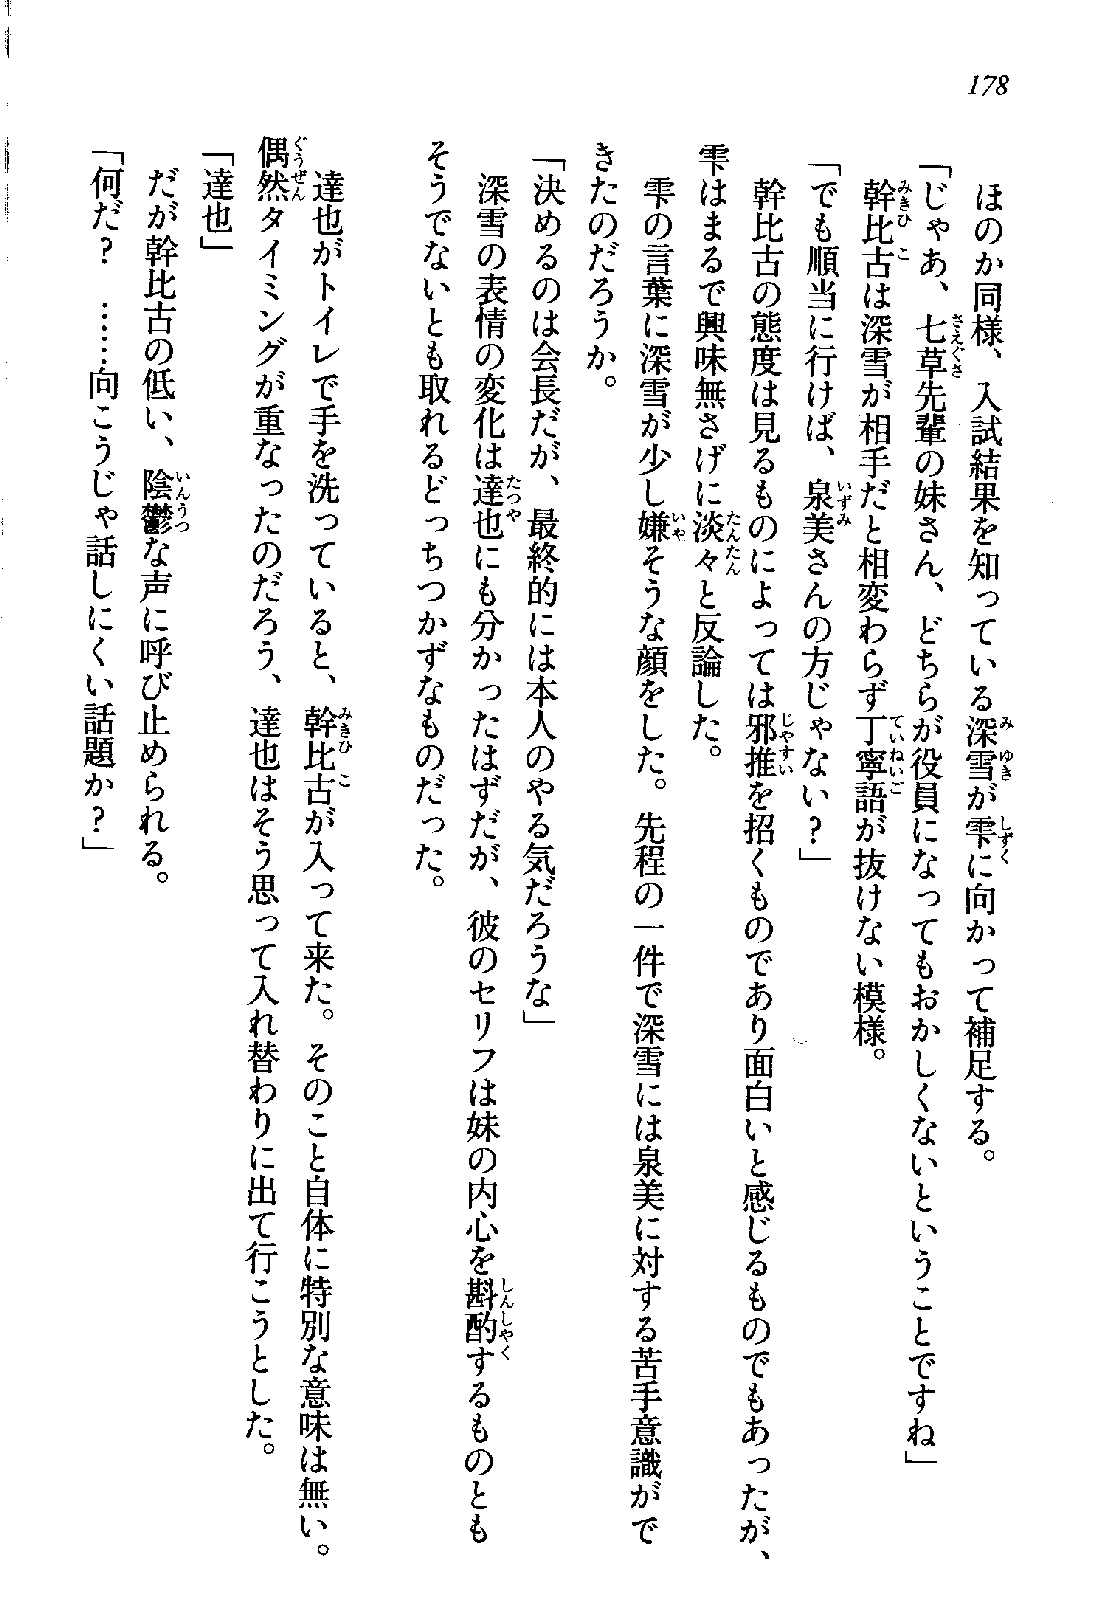 178
ほのか同様、入試結果を知っている深雪が雫に向かって補足する。
「じゃあ、七草先輩の妹さん、どちらが役員になってもおかしくないということですね」
幹比古は深雪が相手だと相変わらず丁寧語が抜けない模様。
「でも順当に行けば、泉美さんの方じゃない？」
幹比古の態度は見るものによっては邪推を招くものであり面白いと感じるものでもあったが、
雫はまるで興味無さげに淡々と反論した。
雫の言葉に深雪が少し嫌そうな顔をした。先程の一件で深雪には泉美に対する苦手意識がで
きたのだろうか。
「決めるのは会長だが、最終的には本人のやる気だろうな」
深雪の表情の変化は達也にも分かったはずだが、彼のセリフは妹の内心を斟酌するものとも
そうでないとも取れるどっちつかずなものだった。
達也がトイレで手を洗っていると、幹比古が入って来た。そのこと自体に特別な意味は無い。
偶然タイミングが重なったのだろう、達也はそう思って入れ替わりに出て行こうとした。
「達也」
だが幹比古の低い、陰鬱な声に呼び止められる。
「何だ？　……向こうじゃ話しにくい話題か？」